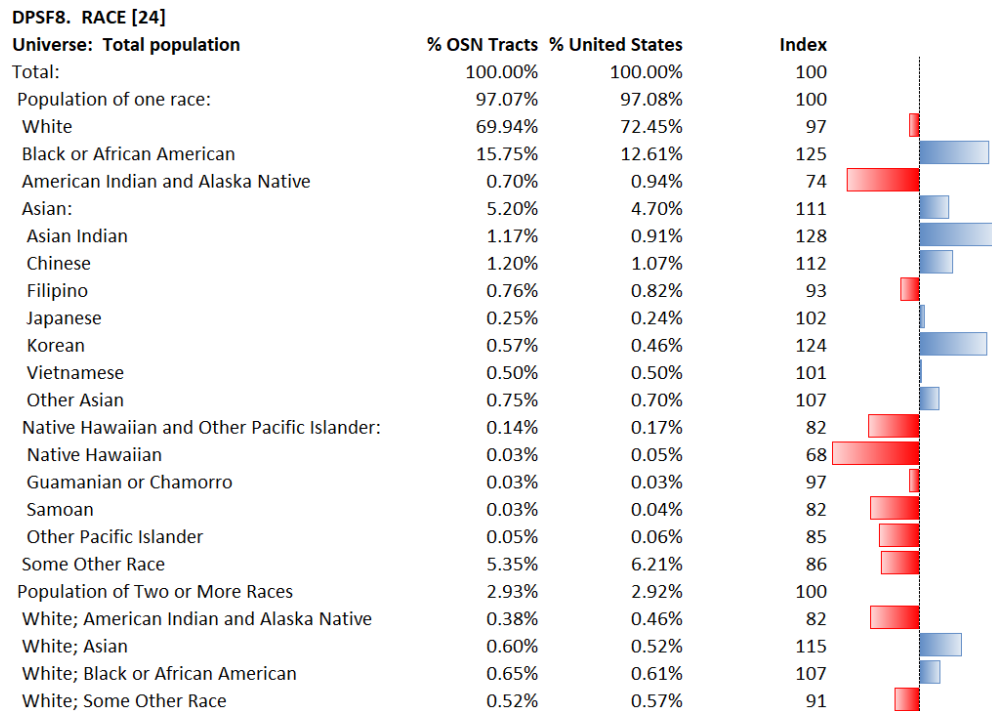 DPSF8. RACE [24]
Universe: Total population % OSN Tracts % United States Index
Total: 100.00% 100.00% 100
Population of one race: 97.07% 97.08% 100
White 69.94% 72.45% 97
Black or African American 15.75% 12.61% 125
American Indian and Alaska Native 0.70% 0.94% 74
Asian: 5.20% 4.70% 111
Asian Indian 1.17% 0.91% 128
Chinese 1.20% 1.07% 112
Filipino 0.76% 0.82% 93
Japanese 0.25% 0.24% 102
Korean 0.57% 0.46% 124
Vietnamese 0.50% 0.50% 101
Other Asian 0.75% 0.70% 107
Native Hawaiian and Other Pacific Islander: 0.14% 0.17% 82
Native Hawaiian 0.03% 0.05% 68
Guamanian or Chamorro 0.03% 0.03% 97
Samoan 0.03% 0.04% 82
Other Pacific Islander 0.05% 0.06% 85
Some Other Race 5.35% 6.21% 86
Population of Two or More Races 2.93% 2.92% 100
White; American Indian and Alaska Native 0.38% 0.46% 82
White; Asian 0.60% 0.52% 115
White; Black or African American 0.65% 0.61% 107
White; Some Other Race 0.52% 0.57% 91